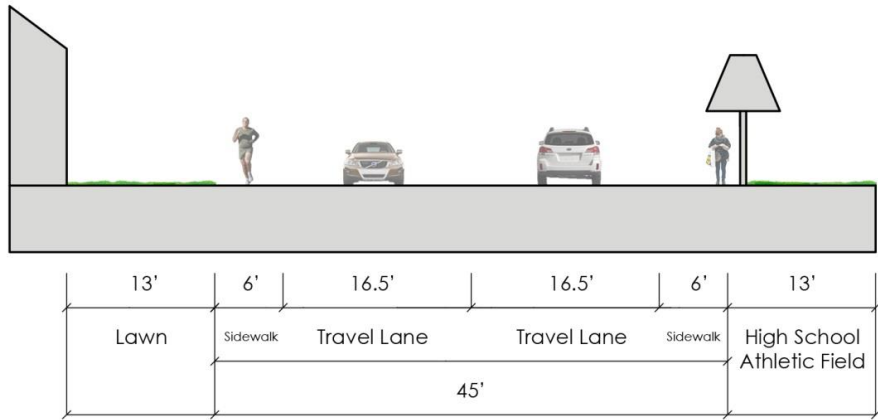 13' 6' 16.5' 16.5' 6' 13'
Lawn Sidewalk Travel Lane Travel Lane Sidewalk High School
Athletic Field
45'